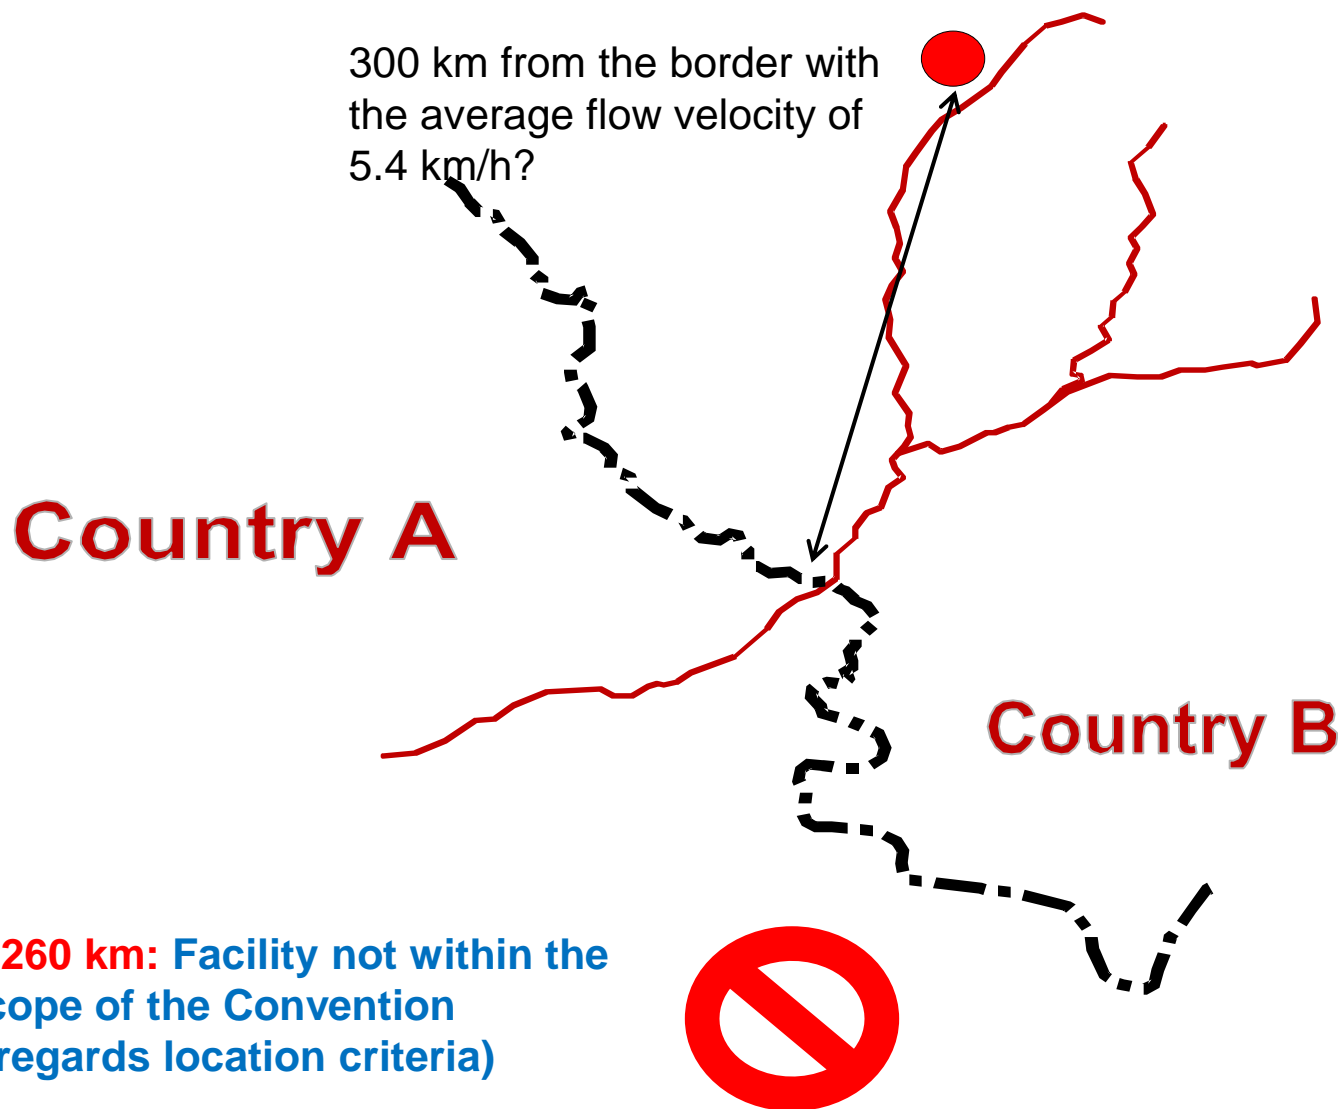 300 km from the border with
the average flow velocity of
5.4 km/h?
Country A
Country B
260 km: Facility not within the
cope of the Convention
regards location criteria)